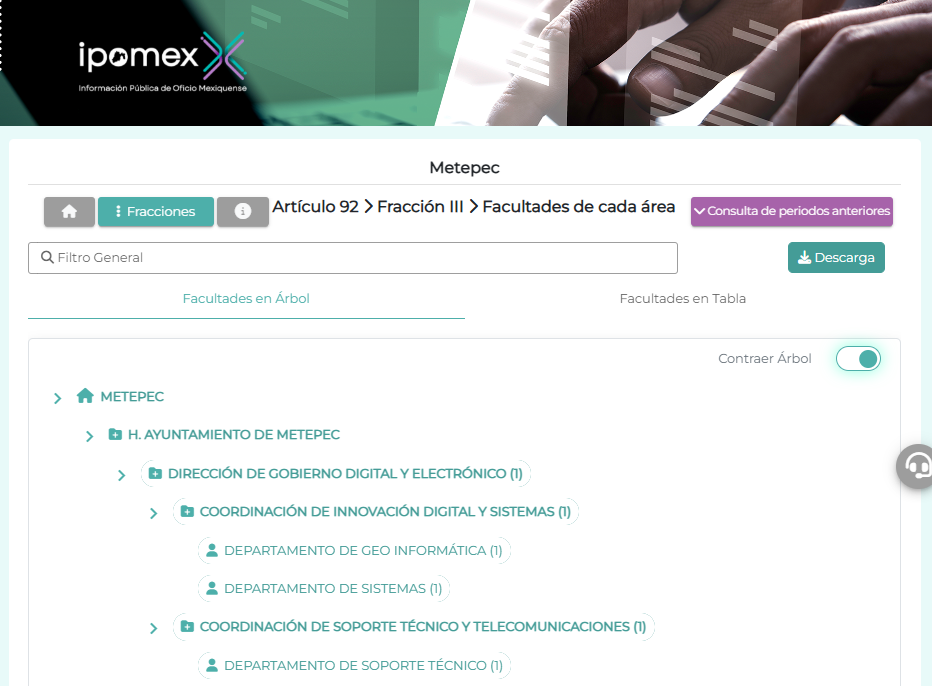 ipomex
Información Pública de Oficio Mexiquense
Metepec
Fracciones
Artículo 92 > Fracción III > Facultades de cada área
Consulta de periodos anteriores
Filtro General
Descarga
Facultades en Árbol
Facultades en Tabla
Contraer Árbol
METEPEC
H. AYUNTAMIENTO DE METEPEC
DIRECCIÓN DE GOBIERNO DIGITAL Y ELECTRÓNICO (1)
COORDINACIÓN DE INNOVACIÓN DIGITAL Y SISTEMAS (1)
DEPARTAMENTO DE GEO INFORMÁTICA (1)
DEPARTAMENTO DE SISTEMAS (1)
COORDINACIÓN DE SOPORTE TÉCNICO Y TELECOMUNICACIONES (1)
DEPARTAMENTO DE SOPORTE TÉCNICO (1)